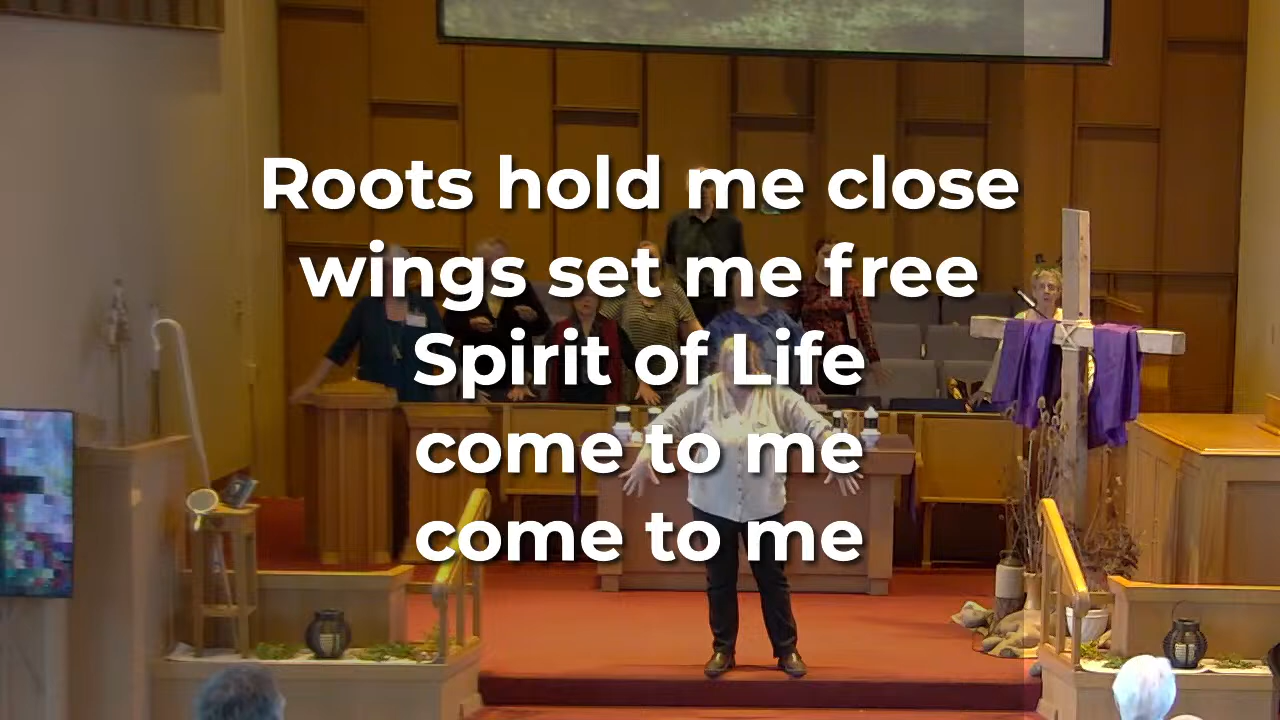 Roots hold me close
wings set me free
Spirit of Life
come to me
come to me